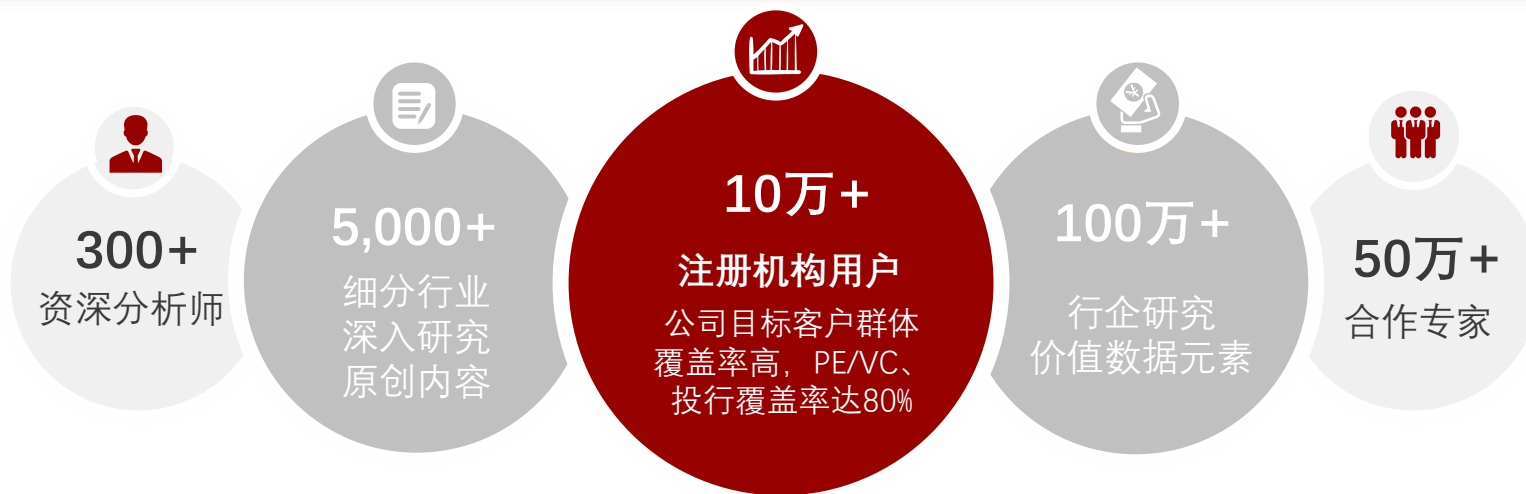 300+
资深分析师
5,000+
细分行业
深入研究
原创内容
10万+
注册机构用户
公司目标客户群体
覆盖率高，PE/VC、
投行覆盖率达80%
100万+
行企研究
价值数据元素
50万+
合作专家